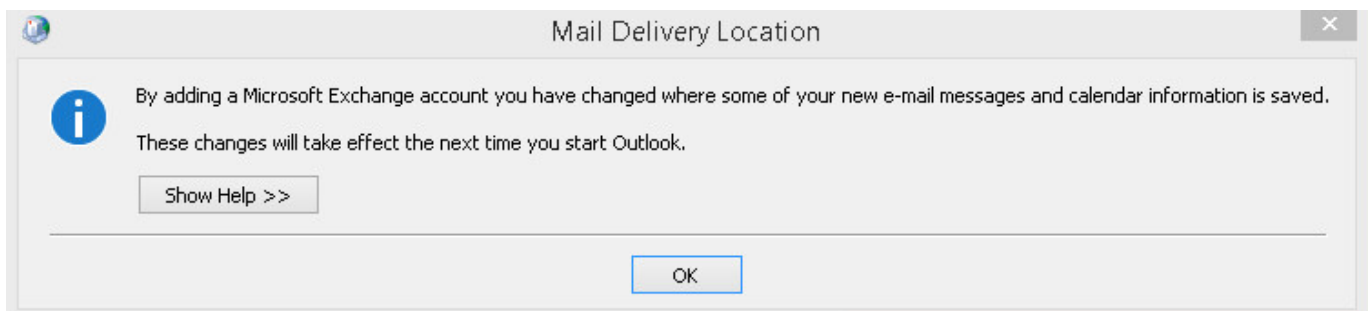 Mail Delivery Location
By adding a Microsoft Exchange account you have changed where some of your new e-mail messages and calendar information is saved.
These changes will take effect the next time you start Outlook.
Show Help >>
OK